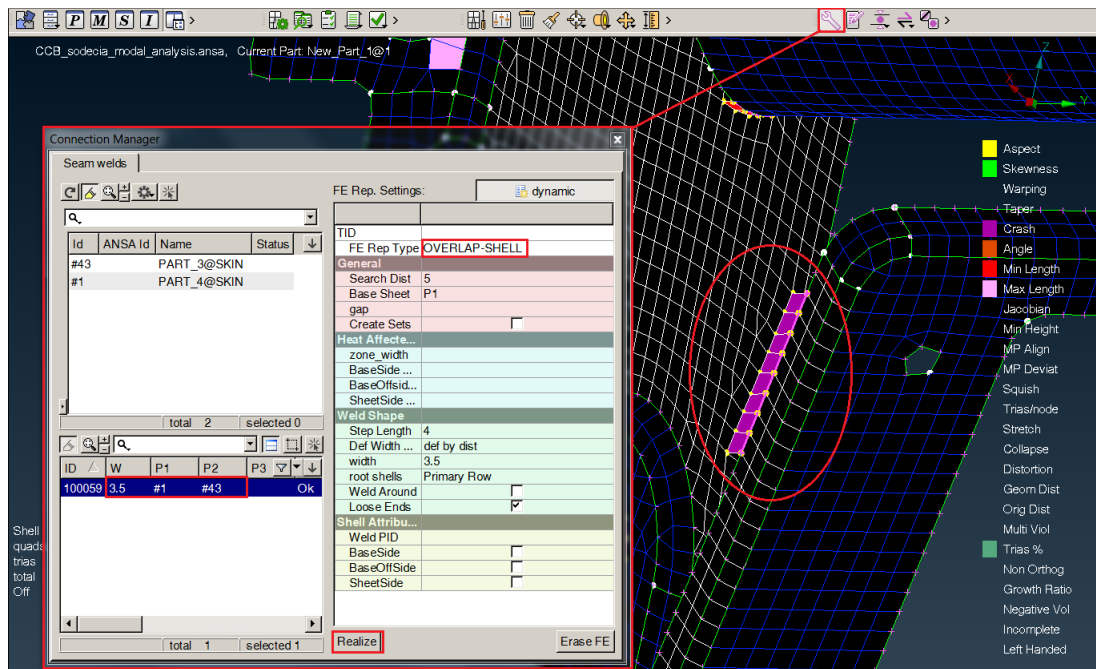 P M S I
CCB_sodecia_modal_analysis.ansa, Current Part: New_Part_1@1
Z
X
Y
Connection Manager
Seam welds
FE Rep. Settings: dynamic
Id ANSA Id Name Status
#43 PART_3@SKIN
#1 PART_4@SKIN
total 2 selected 0
ID W P1 P2 P3
100059 3.5 #1 #43 Ok
total 1 selected 1
TID
FE Rep Type OVERLAP-SHELL
General
Search Dist 5
Base Sheet P1
gap
Create Sets
Heat Affecte...
zone_width
BaseSide ...
BaseOffsid...
SheetSide ...
Weld Shape
Step Length 4
Def Width ... def by dist
width 3.5
root shells Primary Row
Weld Around
Loose Ends
Shell Attribu...
Weld PID
BaseSide
BaseOffSide
SheetSide
Realize Erase FE
Shell
quads
trias
total
Off
Aspect
Skewness
Warping
Taper
Crash
Angle
Min Length
Max Length
Jacobian
Min Height
MP Align
MP Deviat
Squish
Trias/node
Stretch
Collapse
Distortion
Geom Dist
Orig Dist
Multi Viol
Trias %
Non Orthog
Growth Ratio
Negative Vol
Incomplete
Left Handed